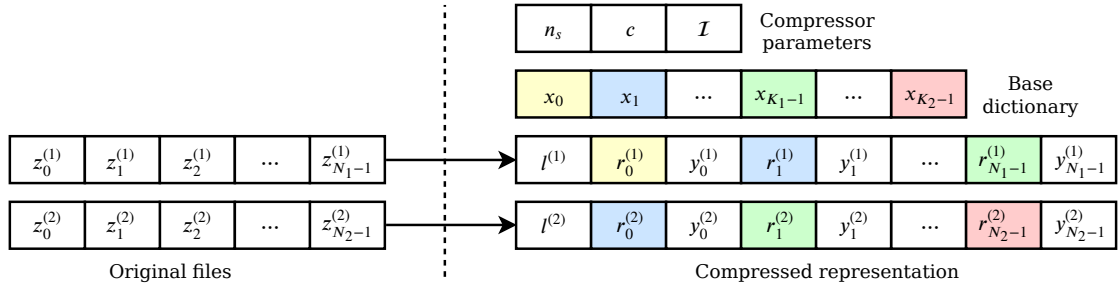 n_s c ℐ Compressor parameters
x_0 x_1 ... x_{K_1−1} ... x_{K_2−1} Base dictionary
z_0^{(1)} z_1^{(1)} z_2^{(1)} ... z_{N_1−1}^{(1)} l^{(1)} r_0^{(1)} y_0^{(1)} r_1^{(1)} y_1^{(1)} ... r_{N_1−1}^{(1)} y_{N_1−1}^{(1)}
z_0^{(2)} z_1^{(2)} z_2^{(2)} ... z_{N_2−1}^{(2)} l^{(2)} r_0^{(2)} y_0^{(2)} r_1^{(2)} y_1^{(2)} ... r_{N_2−1}^{(2)} y_{N_2−1}^{(2)}
Original files Compressed representation